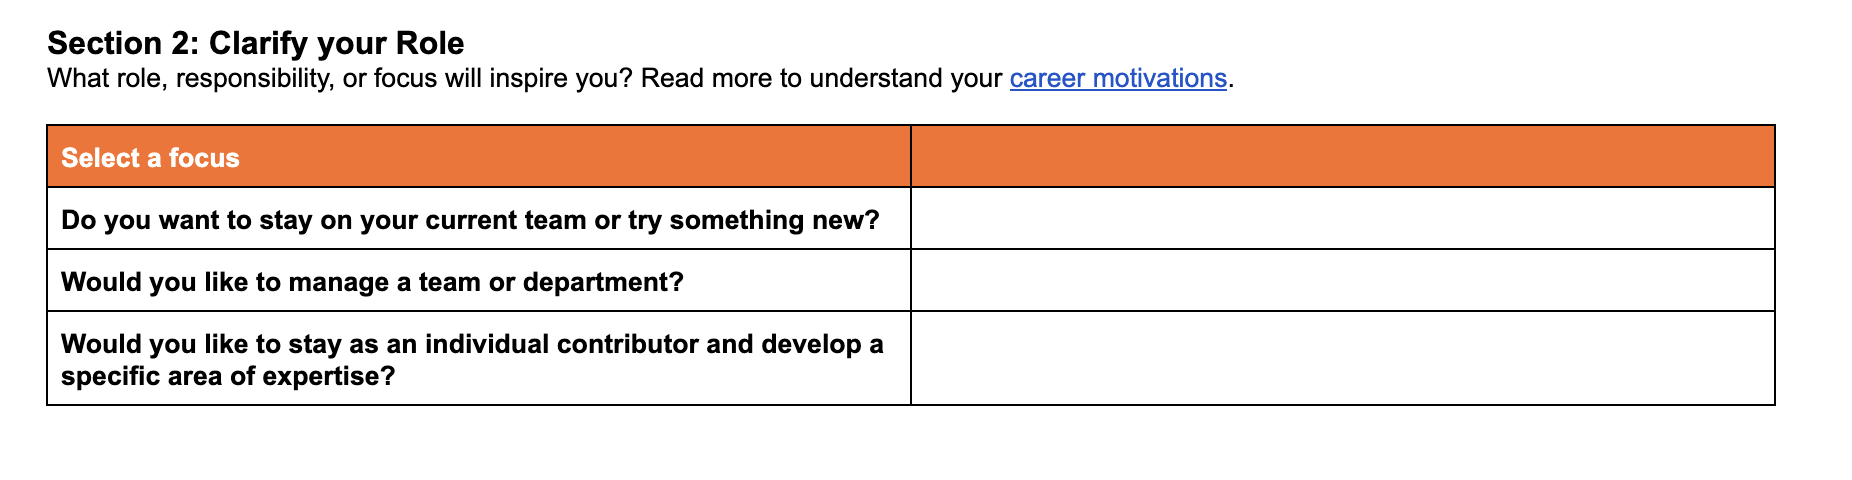 Section 2: Clarify your Role
What role, responsibility, or focus will inspire you? Read more to understand your career motivations.
Select a focus
Do you want to stay on your current team or try something new?
Would you like to manage a team or department?
Would you like to stay as an individual contributor and develop a
specific area of expertise?